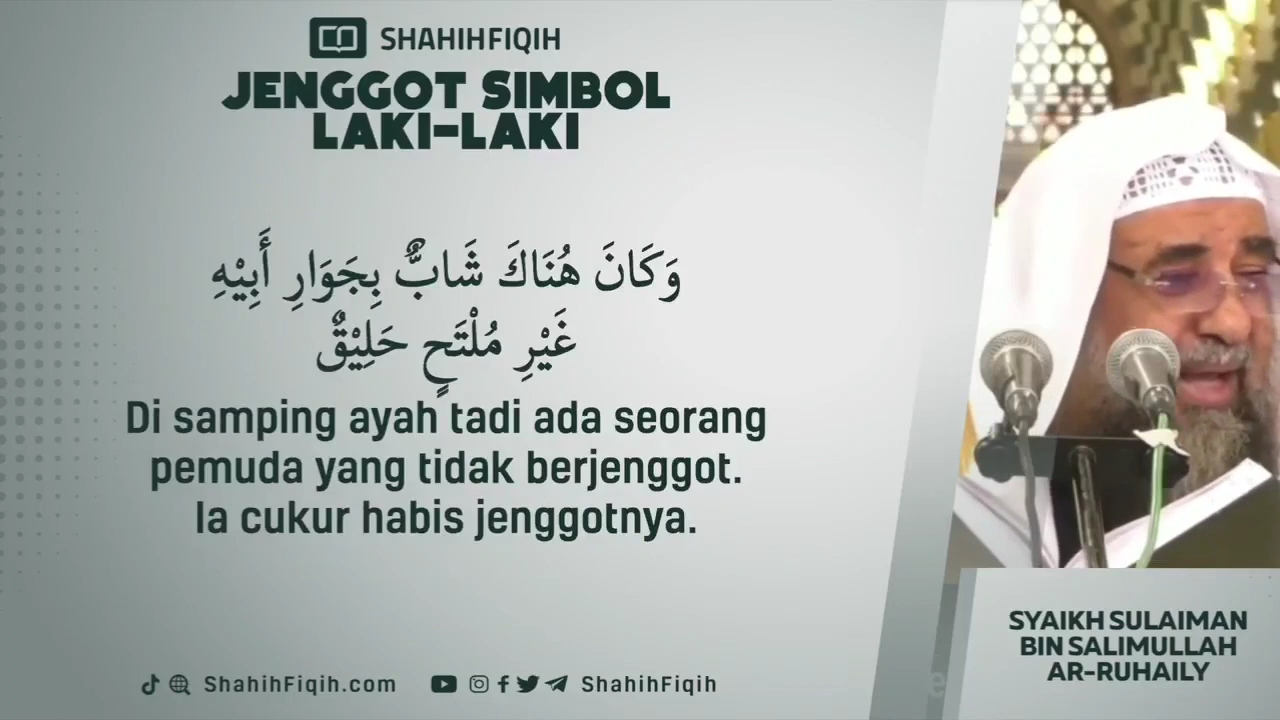 SHAHIHFIQIH
JENGGOT SIMBOL
LAKI-LAKI
وَكَانَ هُنَاكَ شَابٌّ بِجَوَارِ أَبِيْهِ
غَيْرِ مُلْتَحٍ حَلِيْقٌ
Di samping ayah tadi ada seorang
pemuda yang tidak berjenggot.
Ia cukur habis jenggotnya.
ShahihFiqih.com ShahihFiqih
SYAIKH SULAIMAN
BIN SALIMULLAH
AR-RUHAILY